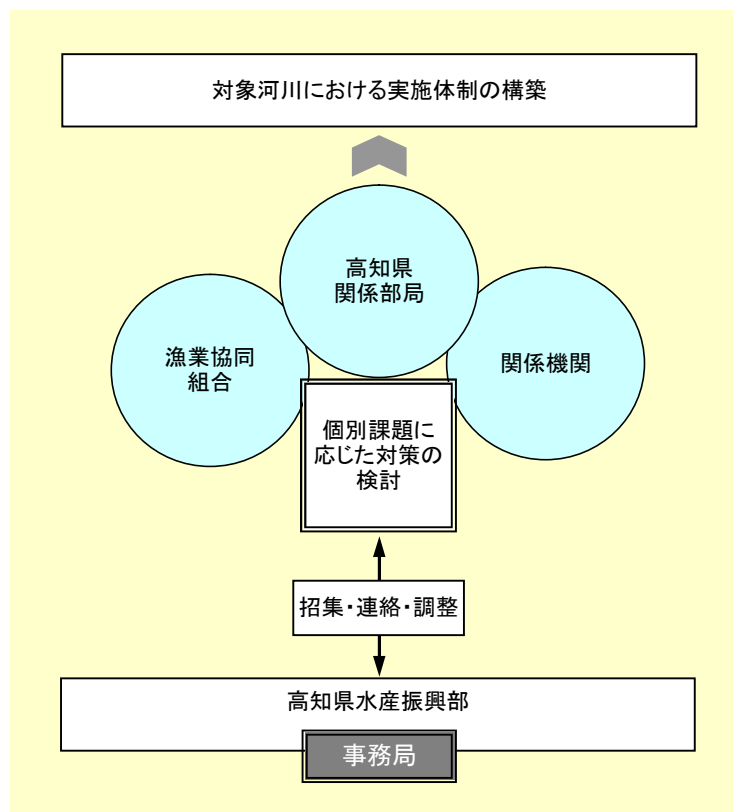 対象河川における実施体制の構築
高知県
関係部局
漁業協同
組合
関係機関
個別課題に
応じた対策の
検討
招集・連絡・調整
高知県水産振興部
事務局